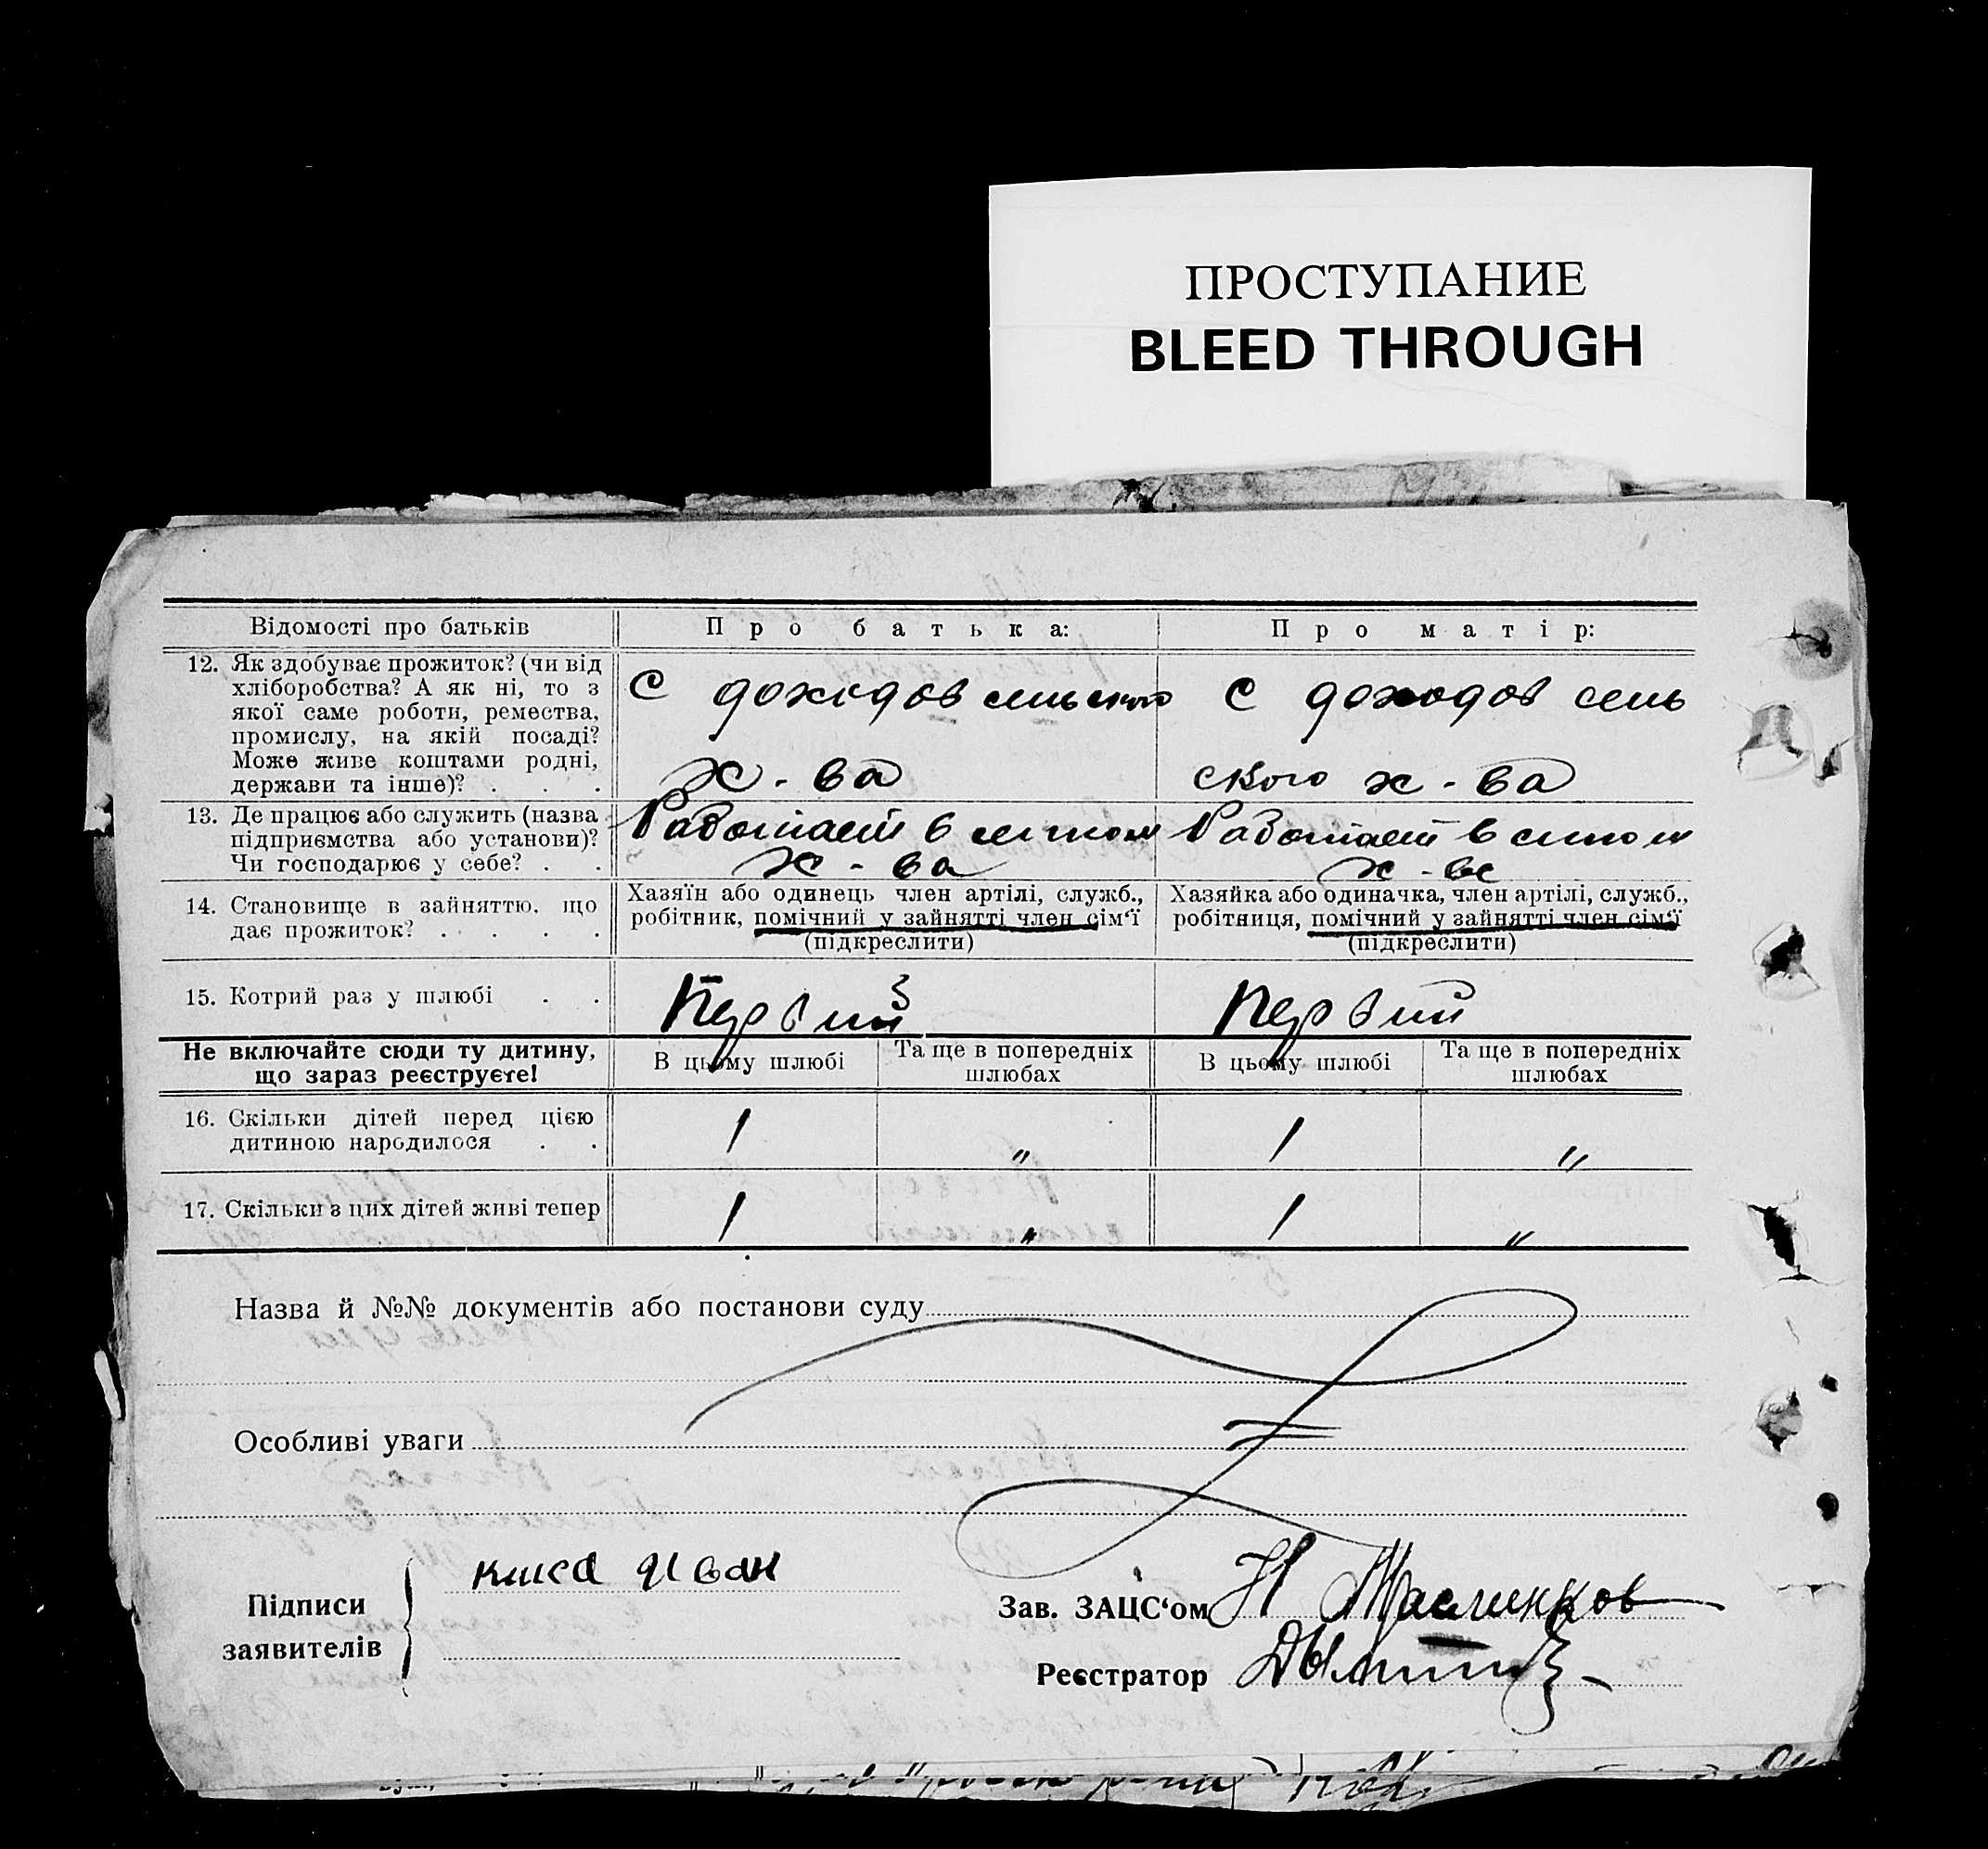 ПРОСТУПАНИЕ
BLEED THROUGH
Відомості про батьків
Про батька:
Про матір:
12. Як здобуває прожиток? (чи від
хліборобства? А як ні, то з
якої саме роботи, ремества,
промислу, на якій посаді?
Може живе коштами родні,
держави та інше)? . . .
С доходов сельского
х-ва
С доходов сель
ского х-ва
13. Де працює або служить (назва
підприємства або установи)?
Чи господарює у себе? . .
Работает в
х-ва
Работает в
х-ве
14. Становище в зайняттю, що
дає прожиток? . . . .
Хазяїн або одинець член артілі, служб.,
робітник, помічний у зайнятті член сім'ї
(підкреслити)
Хазяйка або одиначка, член артілі, служб.,
робітниця, помічний у зайнятті член сім'ї
(підкреслити)
15. Котрий раз у шлюбі . .
Первий
Первий
Не включайте сюди ту дитину,
що зараз реєструєте!
В цьому шлюбі
Та ще в попередніх
шлюбах
В цьому шлюбі
Та ще в попередніх
шлюбах
16. Скільки дітей перед цією
дитиною народилося . .
1
"
1
"
17. Скільки з цих дітей живі тепер
1
"
1
"
Назва й №№ документів або постанови суду
Особливі уваги
Підписи
заявителів
Иван
Зав. ЗАЦС'ом
Н
Реєстратор